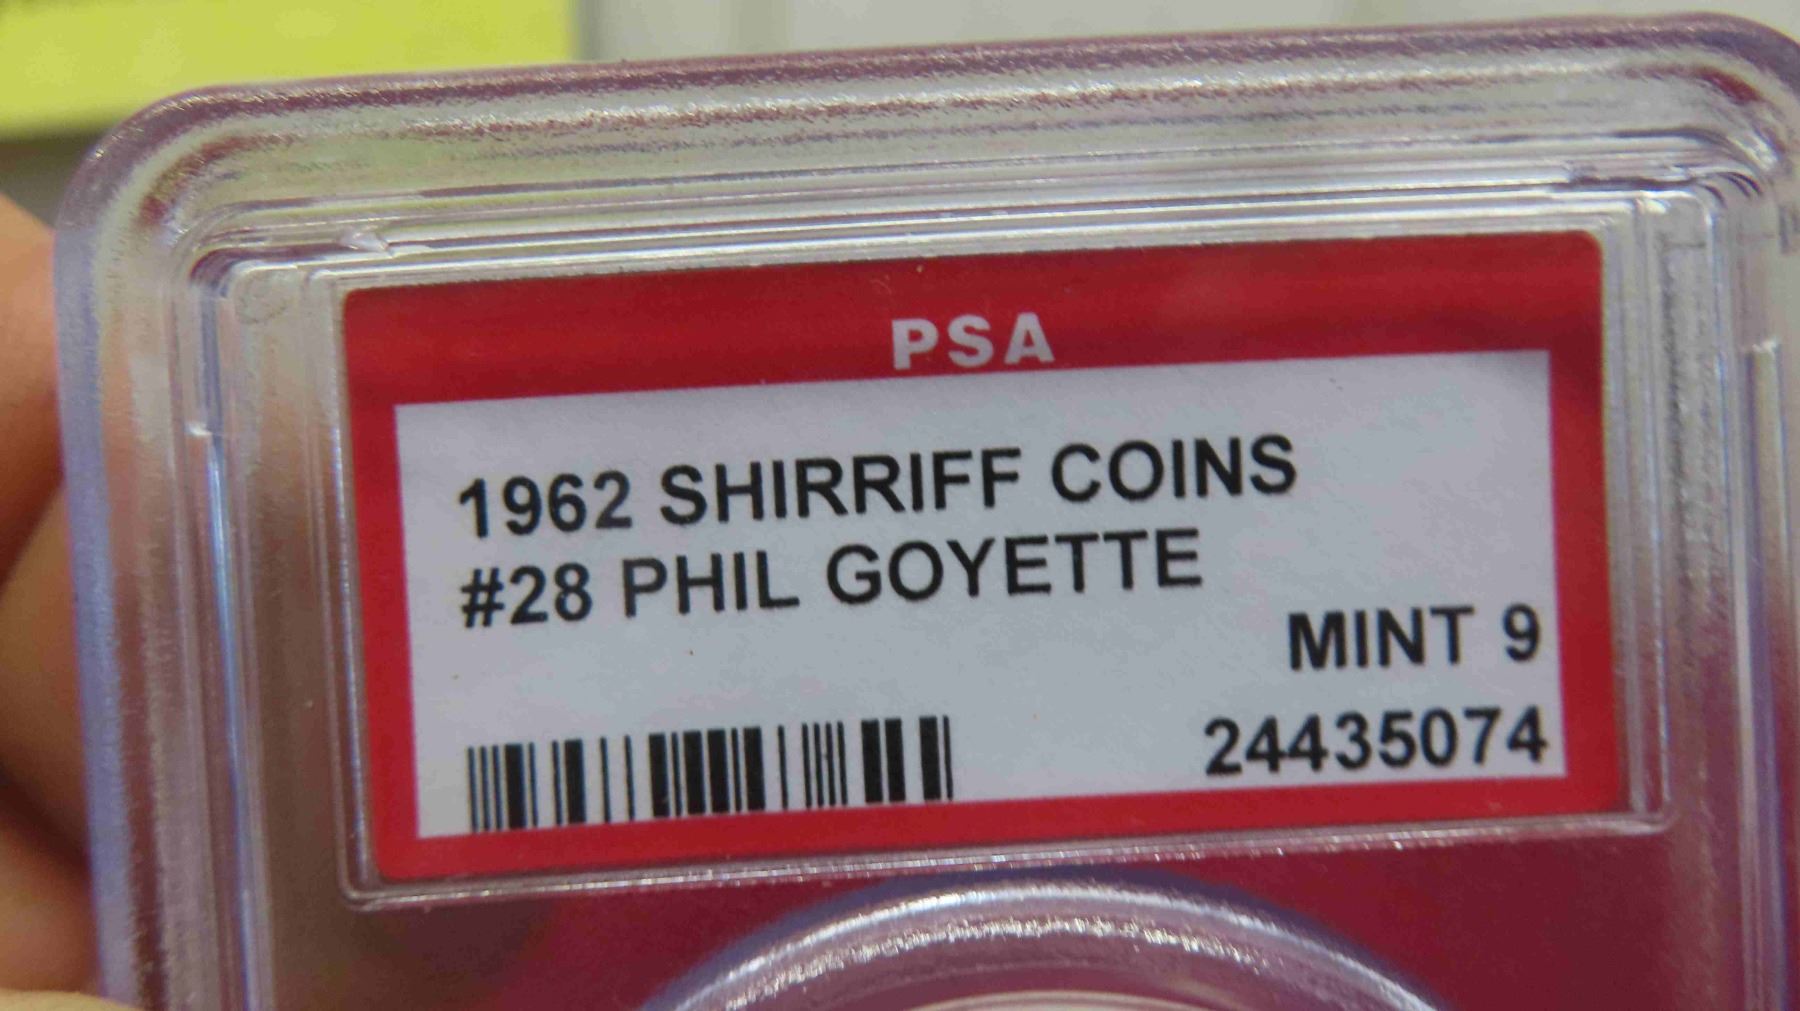 PSA
1962 SHIRRIFF COINS
#28 PHIL GOYETTE
MINT 9
24435074